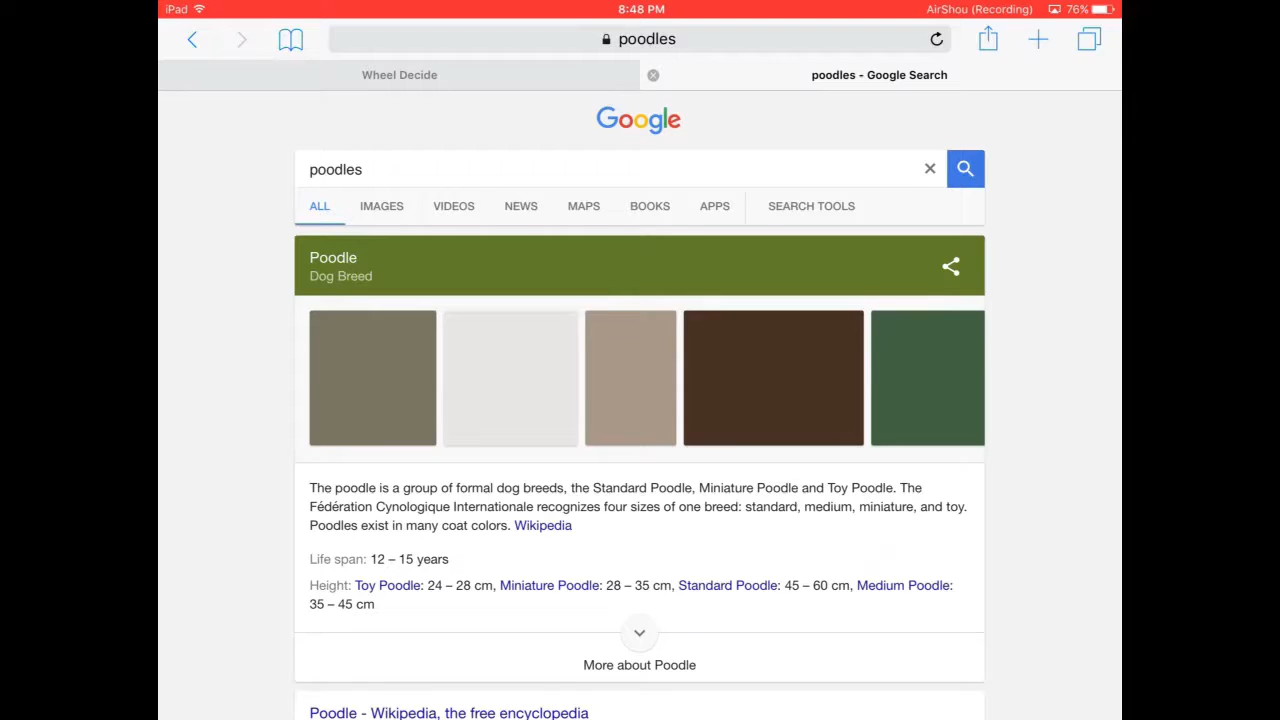 iPad 8:48 PM AirShou (Recording) 76%
poodles
Wheel Decide poodles - Google Search
Google
poodles
ALL IMAGES VIDEOS NEWS MAPS BOOKS APPS SEARCH TOOLS
Poodle
Dog Breed
The poodle is a group of formal dog breeds, the Standard Poodle, Miniature Poodle and Toy Poodle. The
Fédération Cynologique Internationale recognizes four sizes of one breed: standard, medium, miniature, and toy.
Poodles exist in many coat colors. Wikipedia
Life span: 12 – 15 years
Height: Toy Poodle: 24 – 28 cm, Miniature Poodle: 28 – 35 cm, Standard Poodle: 45 – 60 cm, Medium Poodle:
35 – 45 cm
More about Poodle
Poodle - Wikipedia, the free encyclopedia